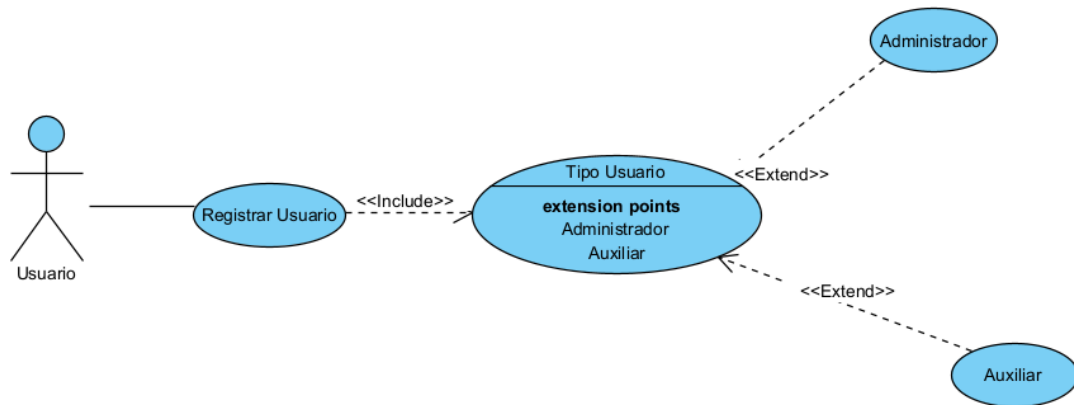 Administrador
Tipo Usuario
<<Extend>>
<<Include>>
extension points
Registrar Usuario
Administrador
Auxiliar
Usuario
<<Extend>>
Auxiliar